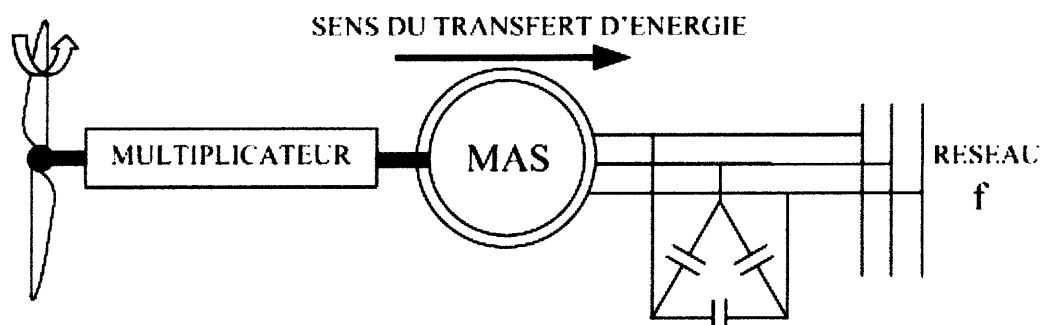 SENS DU TRANSFERT D'ENERGIE
MULTIPLICATEUR
MAS
RESEAU
f